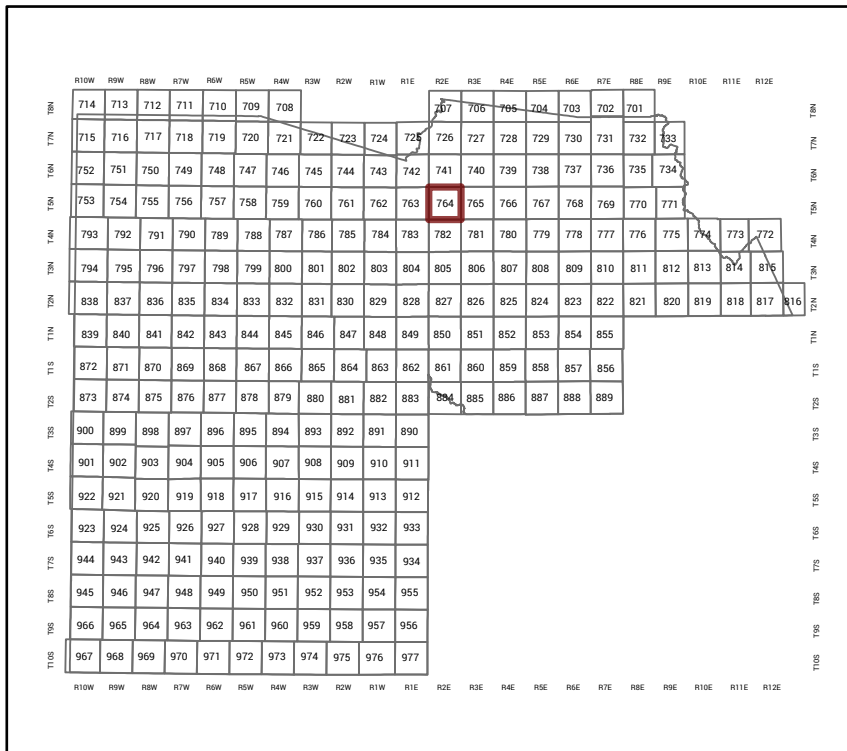 R10W R9W R8W R7W R6W R5W R4W R3W R2W R1W R1E R2E R3E R4E R5E R6E R7E R8E R9E R10E R11E R12E
T8N 714 713 712 711 710 709 708 707 706 705 704 703 702 701 T8N
T7N 715 716 717 718 719 720 721 722 723 724 725 726 727 728 729 730 731 732 733 T7N
T6N 752 751 750 749 748 747 746 745 744 743 742 741 740 739 738 737 736 735 734 T6N
T5N 753 754 755 756 757 758 759 760 761 762 763 764 765 766 767 768 769 770 771 T5N
T4N 793 792 791 790 789 788 787 786 785 784 783 782 781 780 779 778 777 776 775 774 773 772 T4N
T3N 794 795 796 797 798 799 800 801 802 803 804 805 806 807 808 809 810 811 812 813 814 815 T3N
T2N 838 837 836 835 834 833 832 831 830 829 828 827 826 825 824 823 822 821 820 819 818 817 816 T2N
T1N 839 840 841 842 843 844 845 846 847 848 849 850 851 852 853 854 855 T1N
T1S 872 871 870 869 868 867 866 865 864 863 862 861 860 859 858 857 856 T1S
T2S 873 874 875 876 877 878 879 880 881 882 883 884 885 886 887 888 889 T2S
T3S 900 899 898 897 896 895 894 893 892 891 890 T3S
T4S 901 902 903 904 905 906 907 908 909 910 911 T4S
T5S 922 921 920 919 918 917 916 915 914 913 912 T5S
T6S 923 924 925 926 927 928 929 930 931 932 933 T6S
T7S 944 943 942 941 940 939 938 937 936 935 934 T7S
T8S 945 946 947 948 949 950 951 952 953 954 955 T8S
T9S 966 965 964 963 962 961 960 959 958 957 956 T9S
T10S 967 968 969 970 971 972 973 974 975 976 977 T10S
R10W R9W R8W R7W R6W R5W R4W R3W R2W R1W R1E R2E R3E R4E R5E R6E R7E R8E R9E R10E R11E R12E